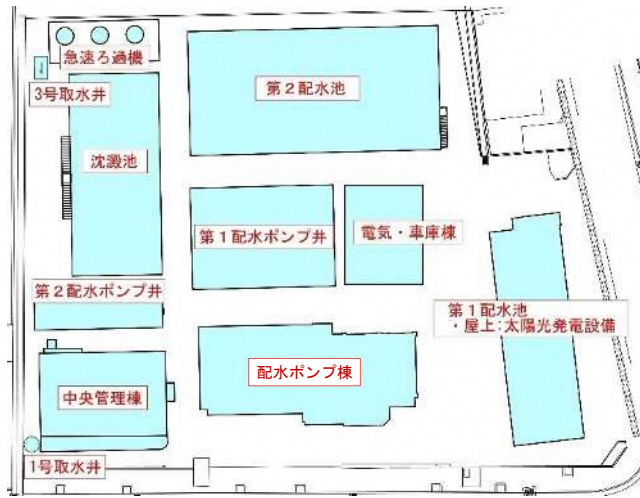 急速ろ過機
3号取水井
第2配水池
沈澱池
第1配水ポンプ井
電気・車庫棟
第2配水ポンプ井
第1配水池
・屋上:太陽光発電設備
配水ポンプ棟
中央管理棟
1号取水井